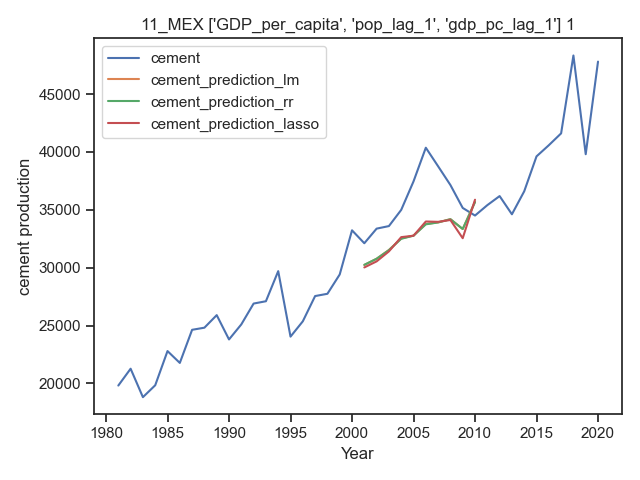 11_MEX ['GDP_per_capita', 'pop_lag_1', 'gdp_pc_lag_1'] 1
cement
cement_prediction_lm
cement_prediction_rr
cement_prediction_lasso
cement production
45000
40000
35000
30000
25000
20000
1980 1985 1990 1995 2000 2005 2010 2015 2020
Year